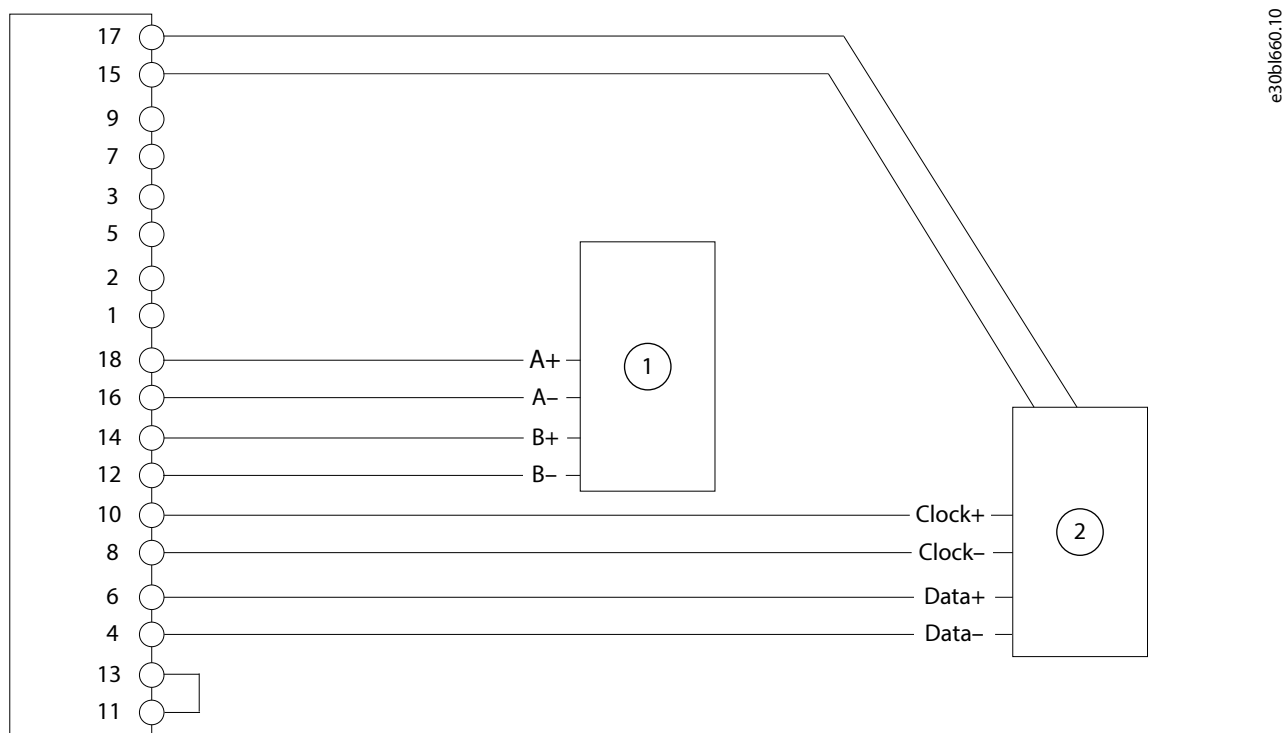 e30bl660.10
17
15
9
7
3
5
2
1
18 A+
16 A–
1
14 B+
12 B–
10 Clock+
8 Clock–
2
6 Data+
4 Data–
13
11